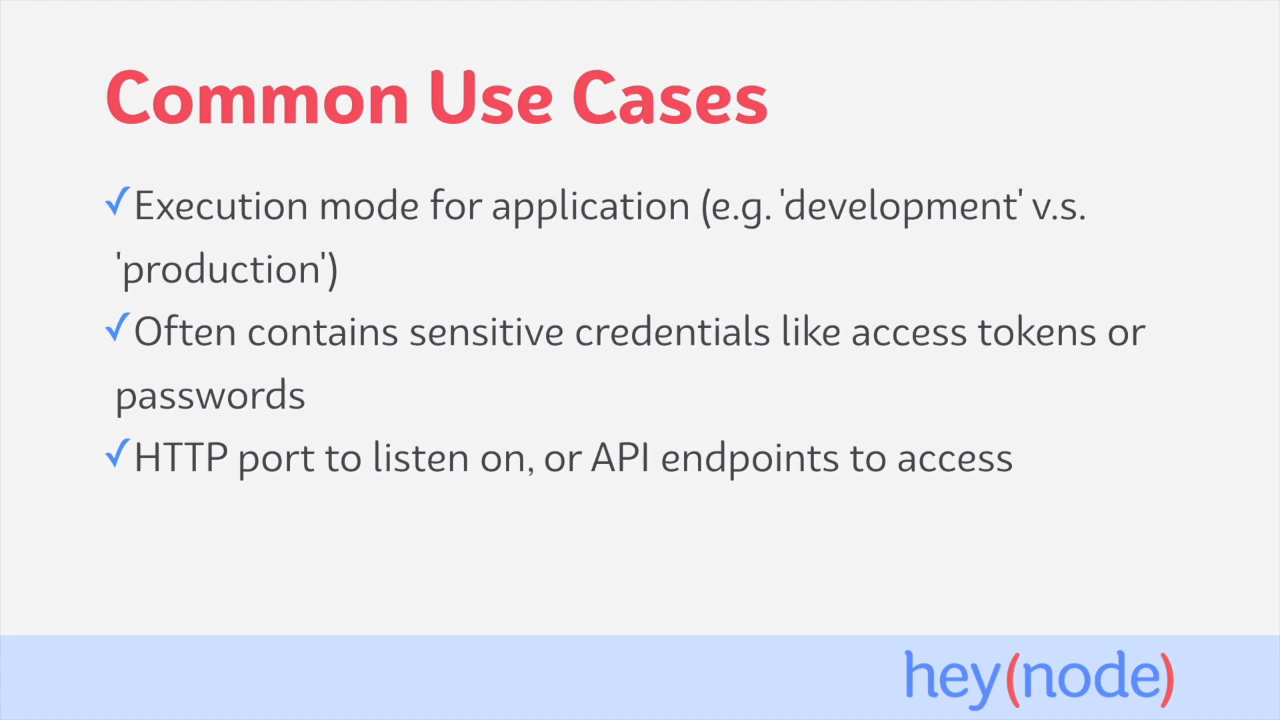 Common Use Cases
✓Execution mode for application (e.g. 'development' v.s.
'production')
✓Often contains sensitive credentials like access tokens or
passwords
✓HTTP port to listen on, or API endpoints to access
hey(node)